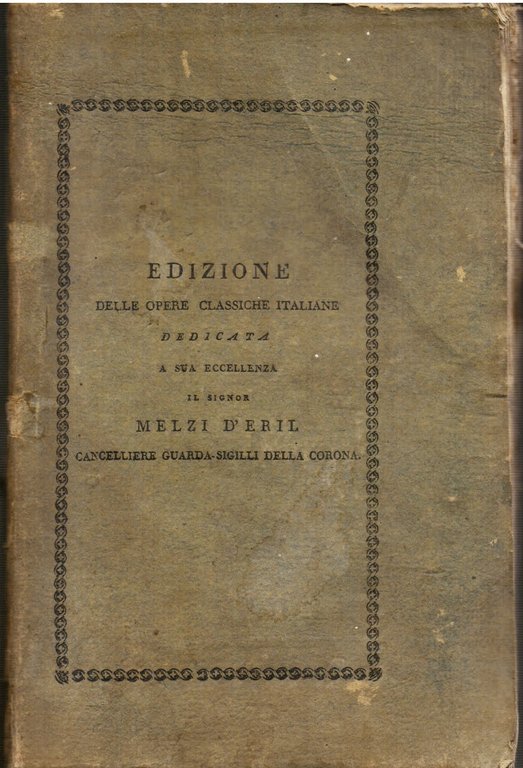 EDIZIONE
DELLE OPERE CLASSICHE ITALIANE
DEDICATA
A SUA ECCELLENZA
IL SIGNOR
MELZI D'ERIL
CANCELLIERE GUARDA-SIGILLI DELLA CORONA.